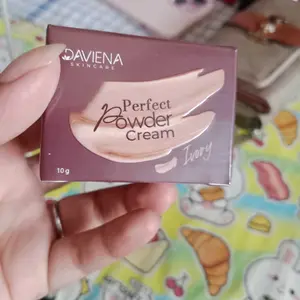 DAVIENA
SKINCARE
Perfect
Powder
Cream
Ivory
10 g